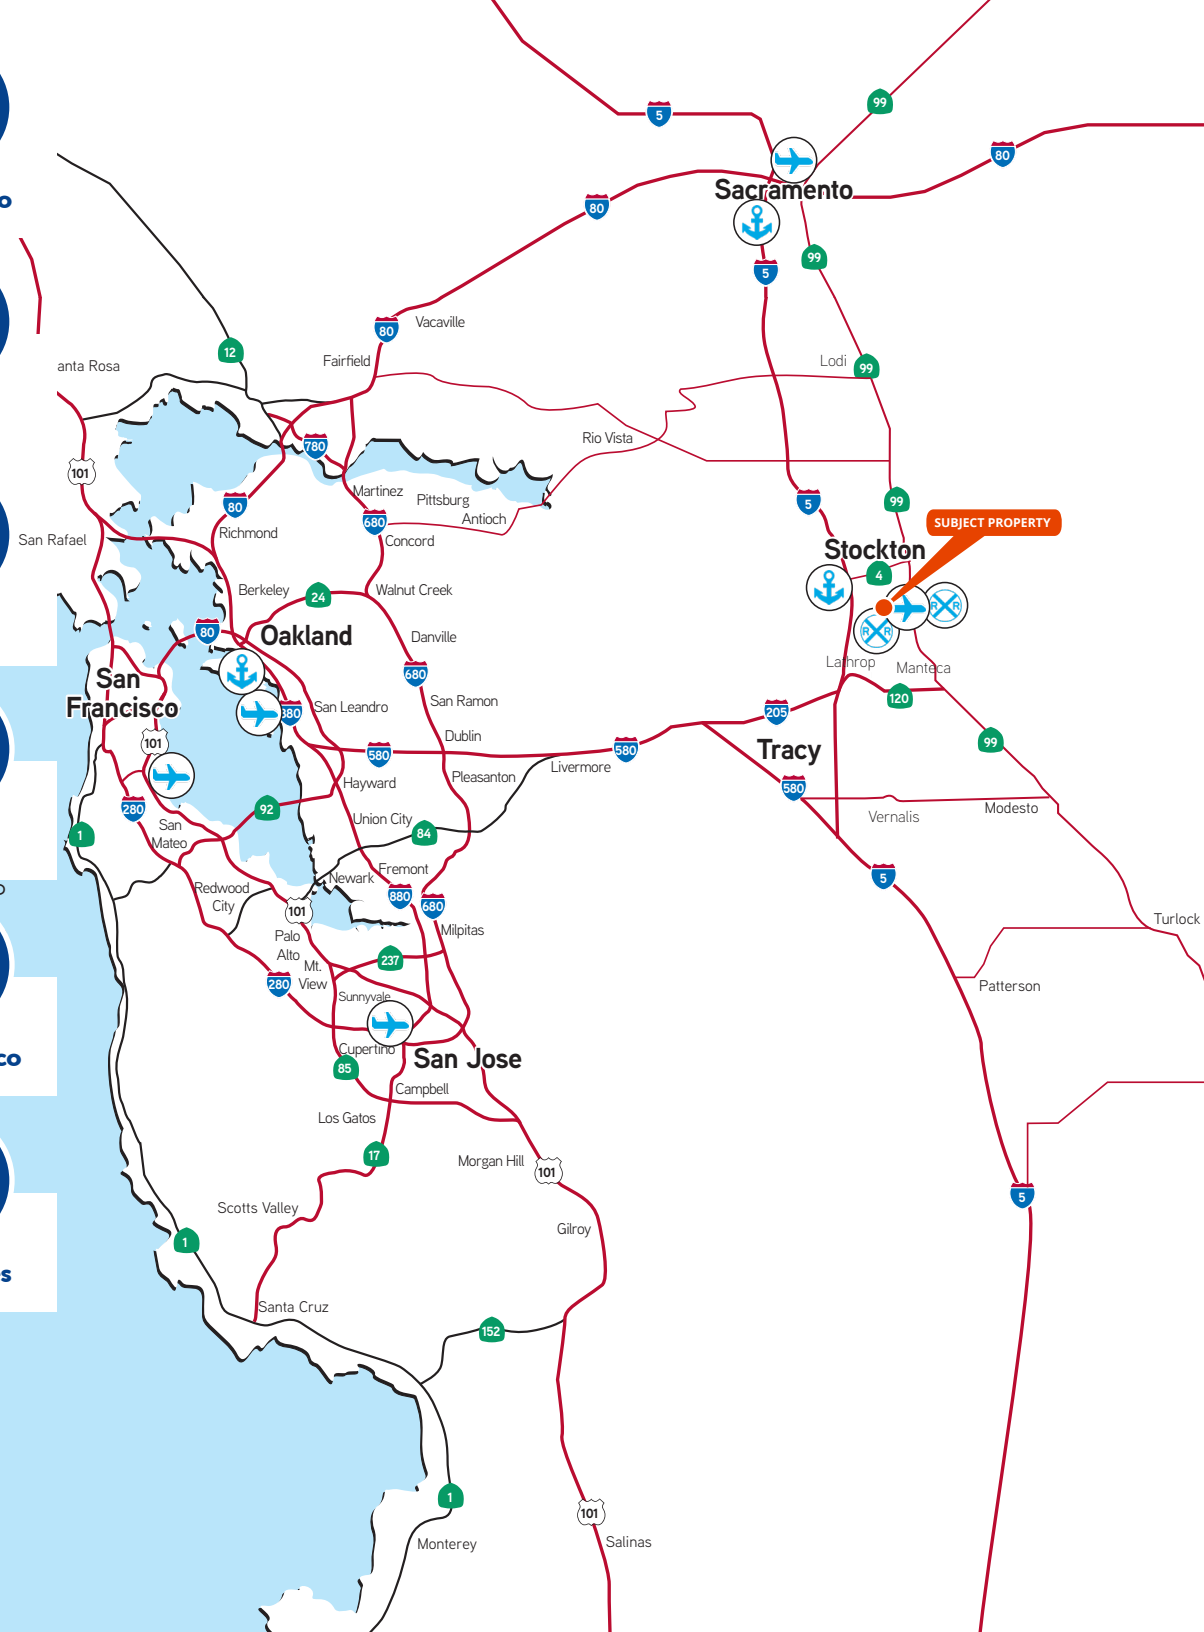 99
5
80
Sacramento
80
5
99
80
Vacaville
12
Fairfield
Lodi
99
anta Rosa
Rio Vista
780
101
Martinez
Pittsburg
80
680
Antioch
5
99
SUBJECT PROPERTY
Richmond
Concord
San Rafael
Stockton
4
Berkeley
24
Walnut Creek
R R
80
Oakland
Danville
R R
Lathrop
Manteca
680
San
Francisco
880
San Leandro
San Ramon
120
205
101
Dublin
580
580
Tracy
99
Livermore
Hayward
Pleasanton
580
280
92
Union City
84
Vernalis
Modesto
1
San
Mateo
Fremont
Newark
5
Redwood
City
880
680
101
Turlock
Palo
Alto
Milpitas
237
Mt.
View
280
Patterson
Sunnyvale
Cupertino
San Jose
co
85
Campbell
Los Gatos
17
Morgan Hill
101
5
Scotts Valley
Gilroy
1
s
Santa Cruz
152
1
101
Monterey
Salinas
o
o